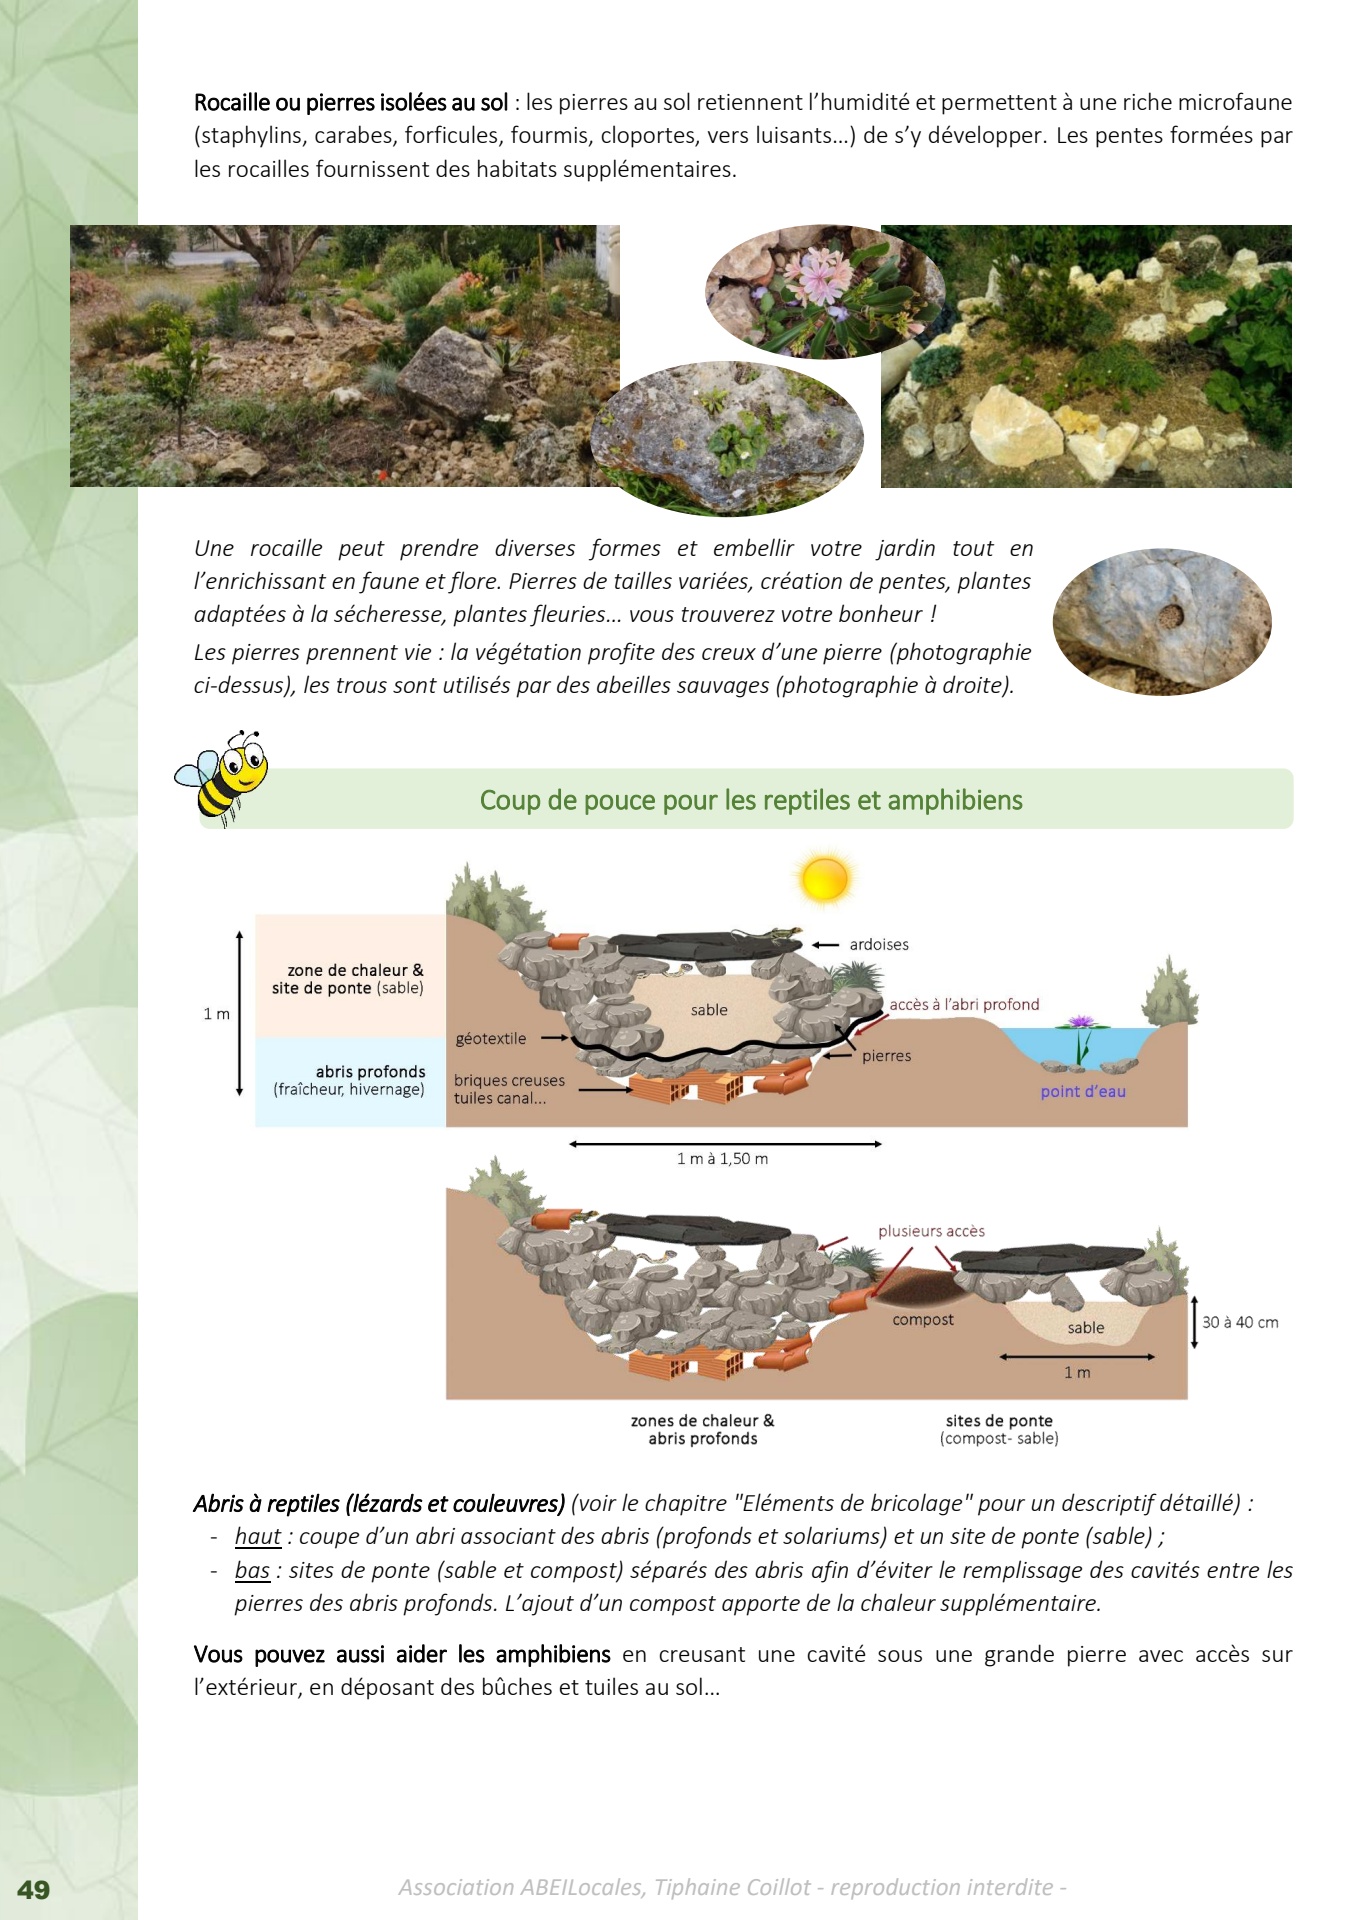 Rocaille ou pierres isolées au sol : les pierres au sol retiennent l’humidité et permettent à une riche microfaune
(staphylins, carabes, forficules, fourmis, cloportes, vers luisants…) de s’y développer. Les pentes formées par
les rocailles fournissent des habitats supplémentaires.
Une rocaille peut prendre diverses formes et embellir votre jardin tout en
l’enrichissant en faune et flore. Pierres de tailles variées, création de pentes, plantes
adaptées à la sécheresse, plantes fleuries… vous trouverez votre bonheur !
Les pierres prennent vie : la végétation profite des creux d’une pierre (photographie
ci-dessus), les trous sont utilisés par des abeilles sauvages (photographie à droite).
Coup de pouce pour les reptiles et amphibiens
ardoises
zone de chaleur &
site de ponte (sable)
1 m
sable
accès à l’abri profond
géotextile
pierres
abris profonds
(fraîcheur, hivernage)
briques creuses
tuiles canal...
point d’eau
1 m à 1,50 m
plusieurs accès
compost
sable
30 à 40 cm
1 m
zones de chaleur &
abris profonds
sites de ponte
(compost- sable)
Abris à reptiles (lézards et couleuvres) (voir le chapitre "Eléments de bricolage" pour un descriptif détaillé) :
- haut : coupe d’un abri associant des abris (profonds et solariums) et un site de ponte (sable) ;
- bas : sites de ponte (sable et compost) séparés des abris afin d’éviter le remplissage des cavités entre les
pierres des abris profonds. L’ajout d’un compost apporte de la chaleur supplémentaire.
Vous pouvez aussi aider les amphibiens en creusant une cavité sous une grande pierre avec accès sur
l’extérieur, en déposant des bûches et tuiles au sol…
49
Association ABEILocales, Tiphaine Coillot - reproduction interdite -